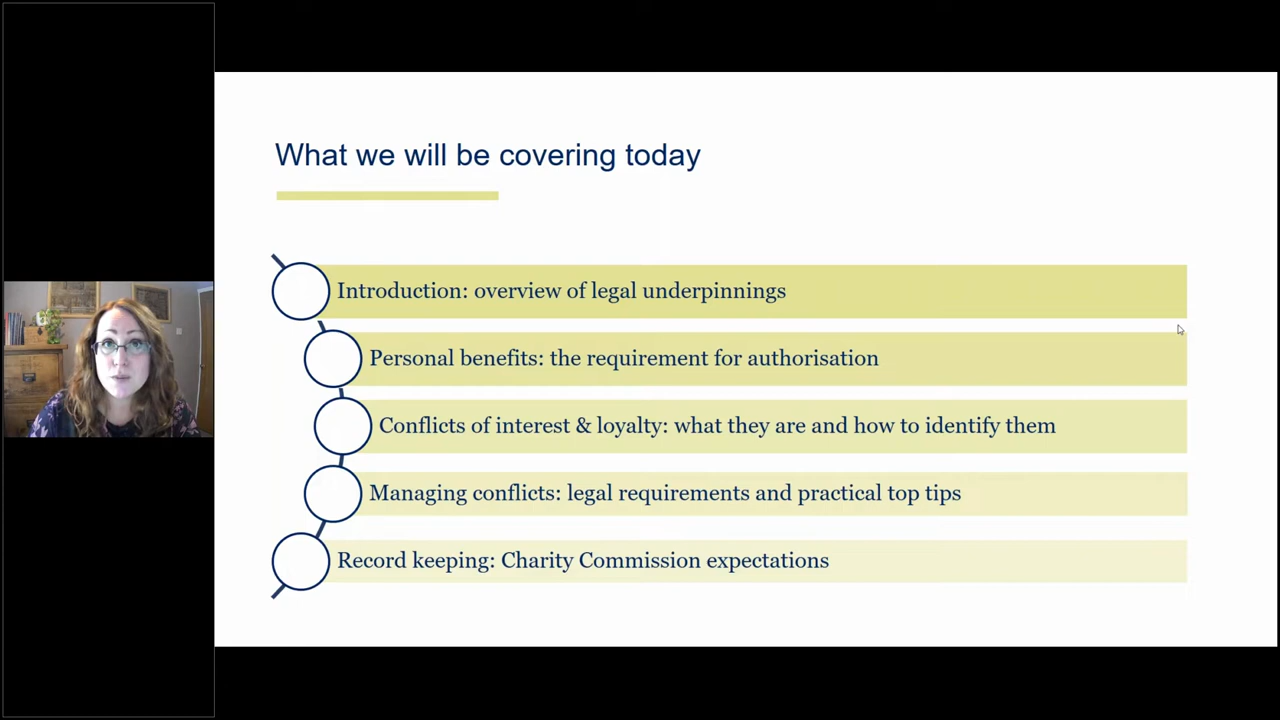 What we will be covering today
Introduction: overview of legal underpinnings
Personal benefits: the requirement for authorisation
Conflicts of interest & loyalty: what they are and how to identify them
Managing conflicts: legal requirements and practical top tips
Record keeping: Charity Commission expectations